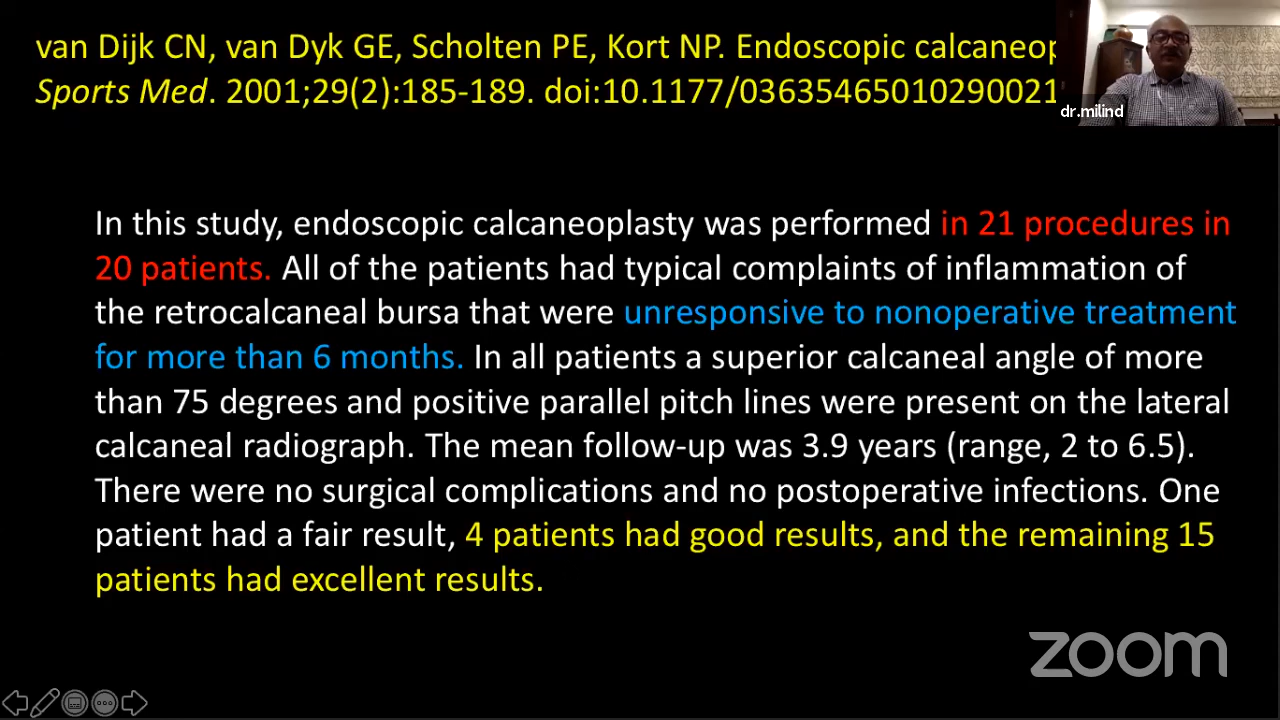 van Dijk CN, van Dyk GE, Scholten PE, Kort NP. Endoscopic calcaneop
Sports Med. 2001;29(2):185-189. doi:10.1177/03635465010290021
dr.milind
In this study, endoscopic calcaneoplasty was performed in 21 procedures in
20 patients. All of the patients had typical complaints of inflammation of
the retrocalcaneal bursa that were unresponsive to nonoperative treatment
for more than 6 months. In all patients a superior calcaneal angle of more
than 75 degrees and positive parallel pitch lines were present on the lateral
calcaneal radiograph. The mean follow-up was 3.9 years (range, 2 to 6.5).
There were no surgical complications and no postoperative infections. One
patient had a fair result, 4 patients had good results, and the remaining 15
patients had excellent results.
zoom